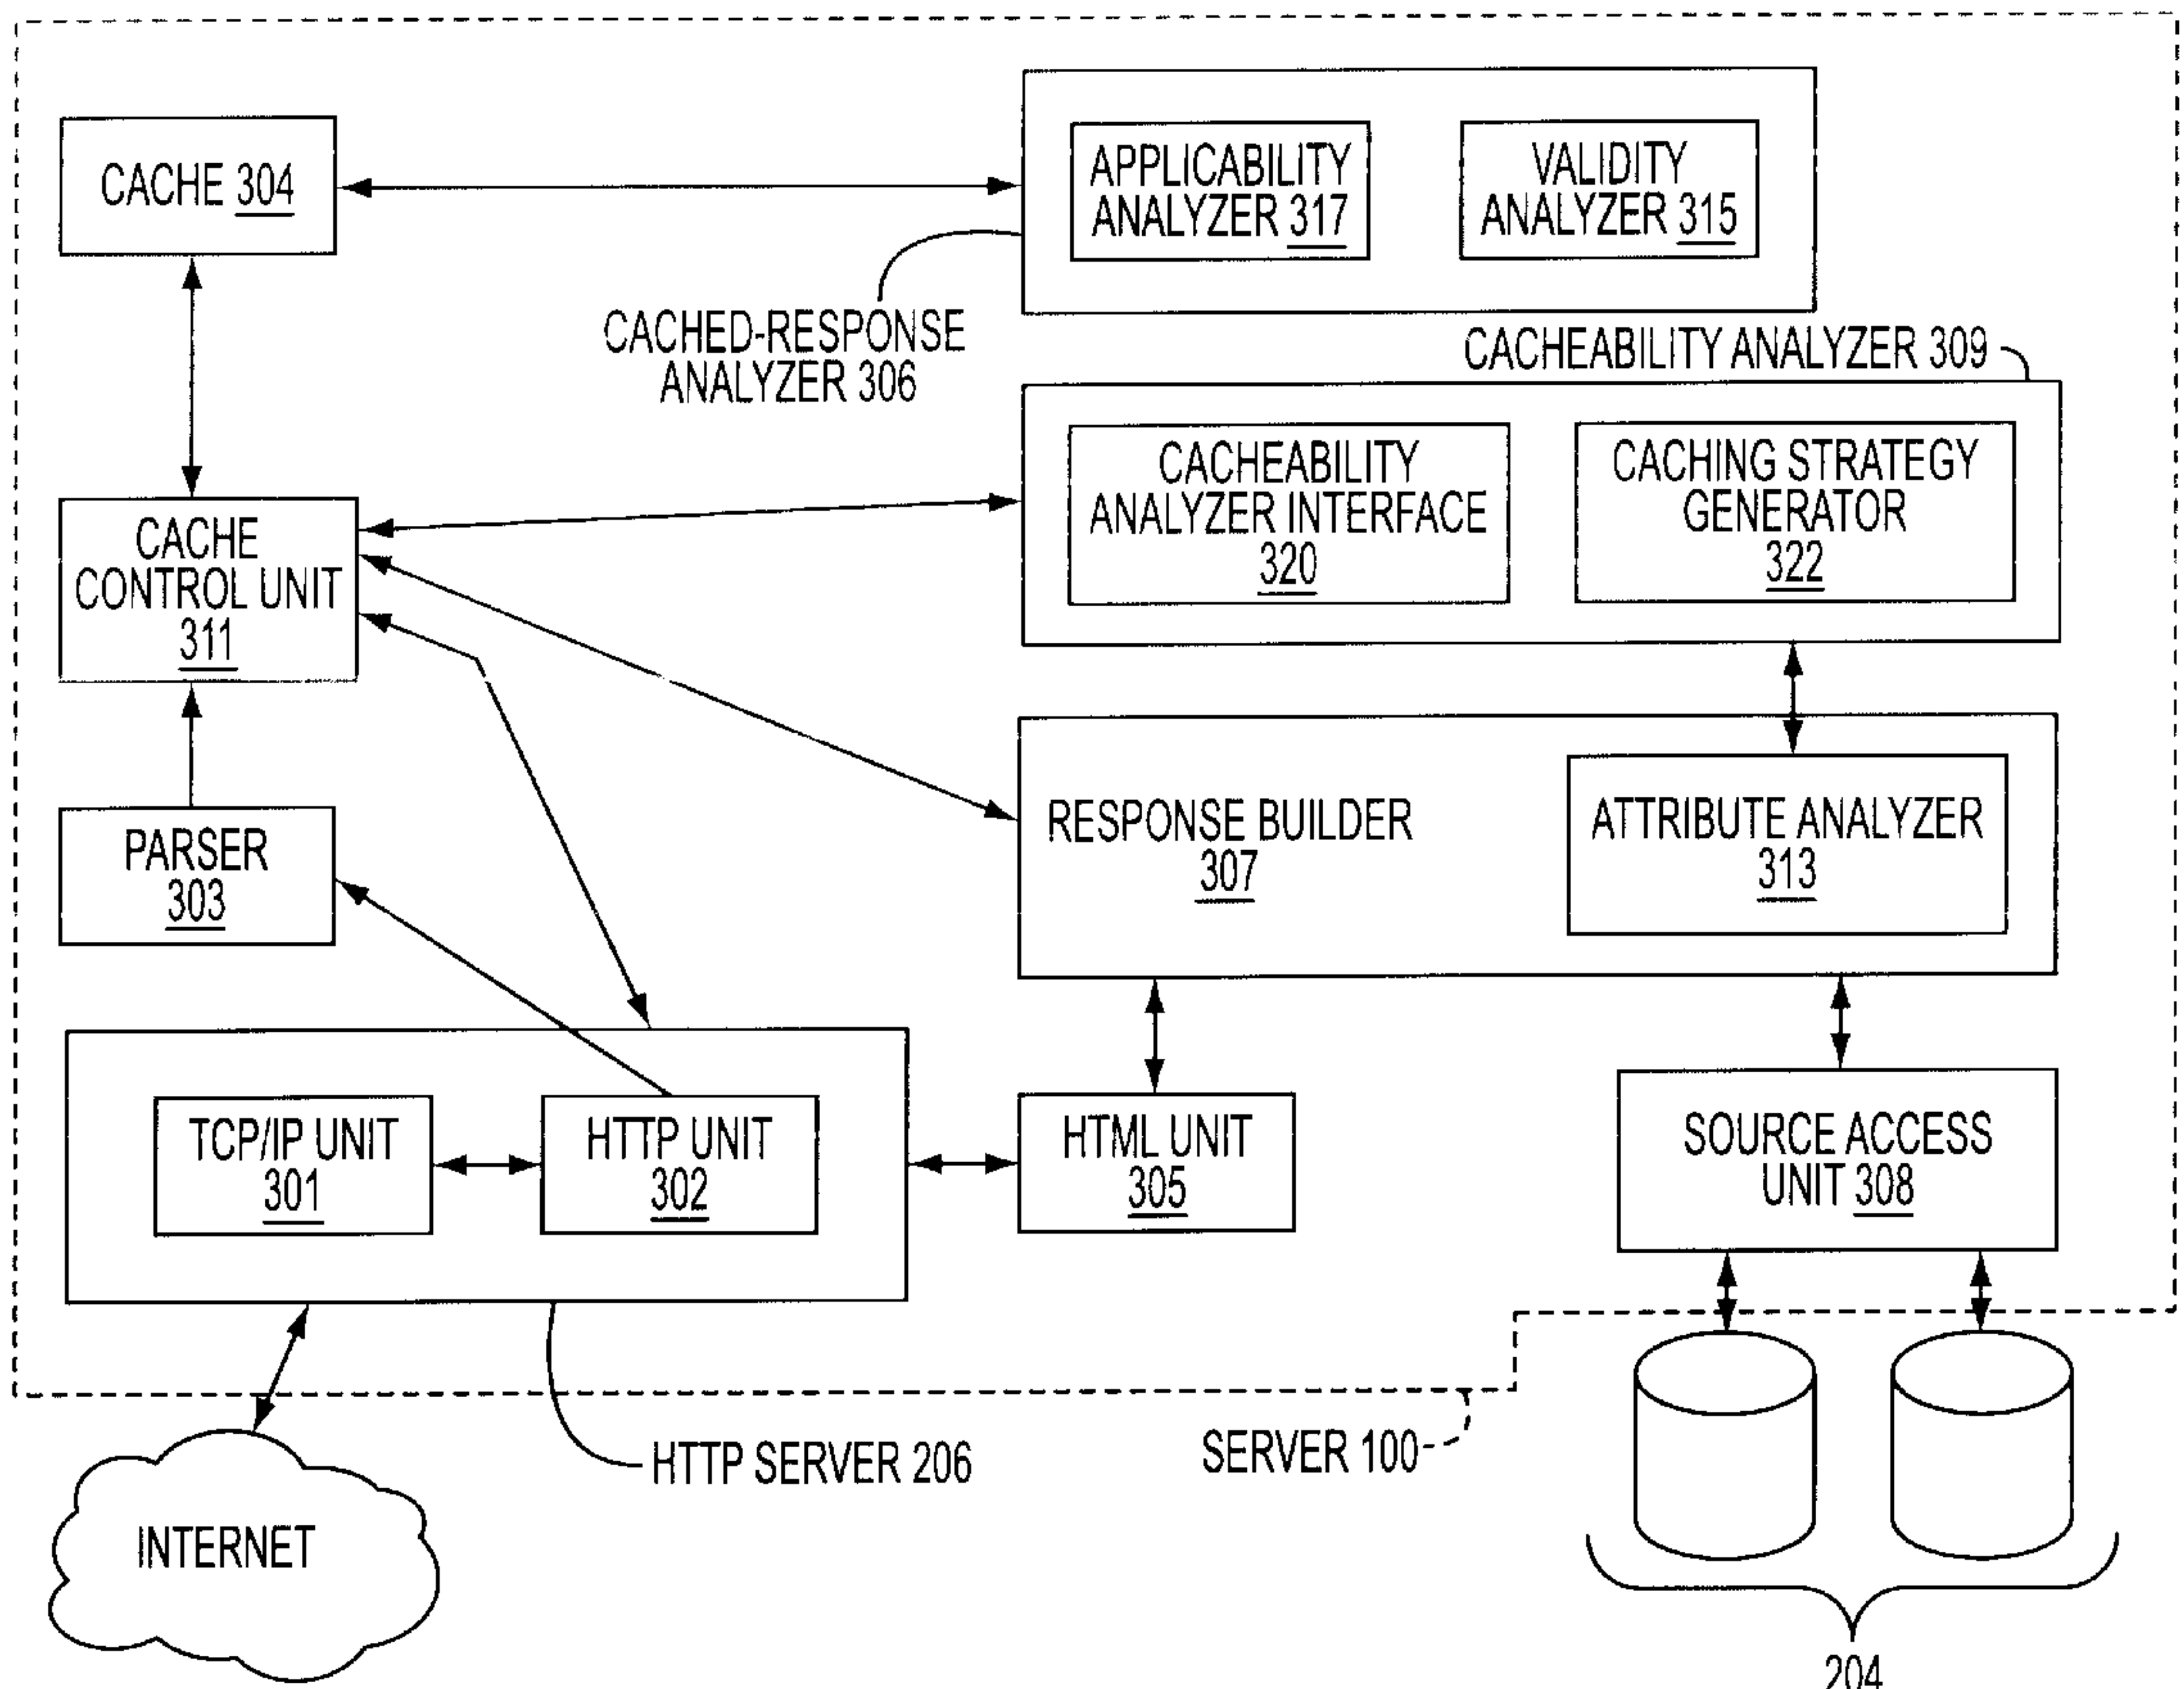 CACHE 304
APPLICABILITY
ANALYZER 317
VALIDITY
ANALYZER 315
CACHED-RESPONSE
ANALYZER 306
CACHEABILITY ANALYZER 309
CACHEABILITY
ANALYZER INTERFACE
320
CACHING STRATEGY
GENERATOR
322
CACHE
CONTROL UNIT
311
PARSER
303
RESPONSE BUILDER
307
ATTRIBUTE ANALYZER
313
TCP/IP UNIT
301
HTTP UNIT
302
HTML UNIT
305
SOURCE ACCESS
UNIT 308
HTTP SERVER 206
SERVER 100
INTERNET
204